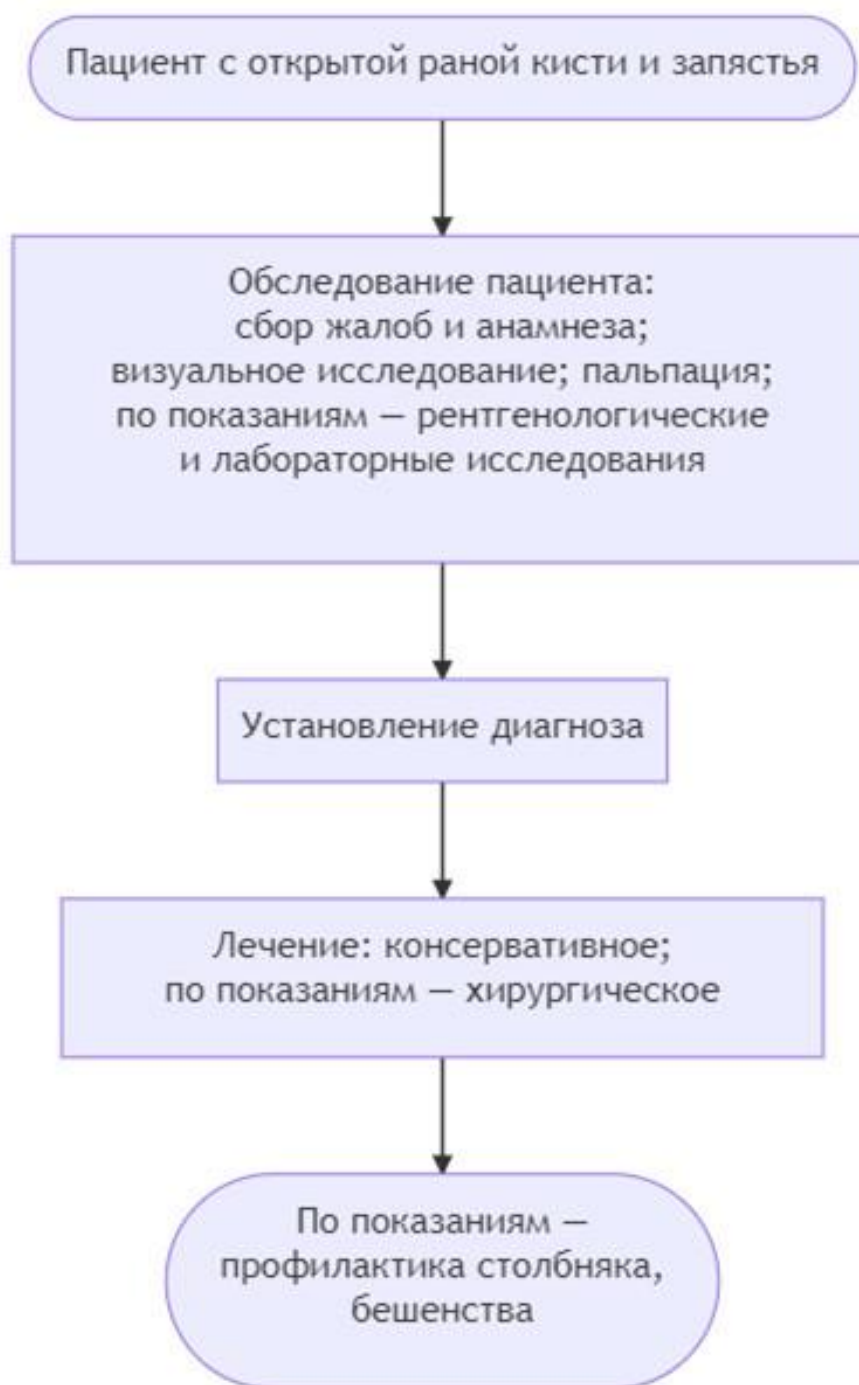 Пациент с открытой раной кисти и запястья
Обследование пациента:
сбор жалоб и анамнеза;
визуальное исследование; пальпация;
по показаниям — рентгенологические
и лабораторные исследования
Установление диагноза
Лечение: консервативное;
по показаниям — хирургическое
По показаниям —
профилактика столбняка,
бешенства